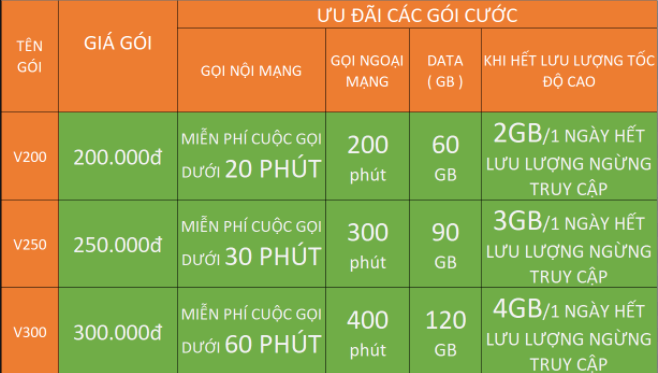 TÊN GÓI
GIÁ GÓI
ƯU ĐÃI CÁC GÓI CƯỚC
GỌI NỘI MẠNG
GỌI NGOẠI MẠNG
DATA ( GB )
KHI HẾT LƯU LƯỢNG TỐC ĐỘ CAO
V200
200.000đ
MIỄN PHÍ CUỘC GỌI
DƯỚI 20 PHÚT
200
phút
60
GB
2GB/1 NGÀY HẾT
LƯU LƯỢNG NGỪNG
TRUY CẬP
V250
250.000đ
MIỄN PHÍ CUỘC GỌI
DƯỚI 30 PHÚT
300
phút
90
GB
3GB/1 NGÀY HẾT
LƯU LƯỢNG NGỪNG
TRUY CẬP
V300
300.000đ
MIỄN PHÍ CUỘC GỌI
DƯỚI 60 PHÚT
400
phút
120
GB
4GB/1 NGÀY HẾT
LƯU LƯỢNG NGỪNG
TRUY CẬP